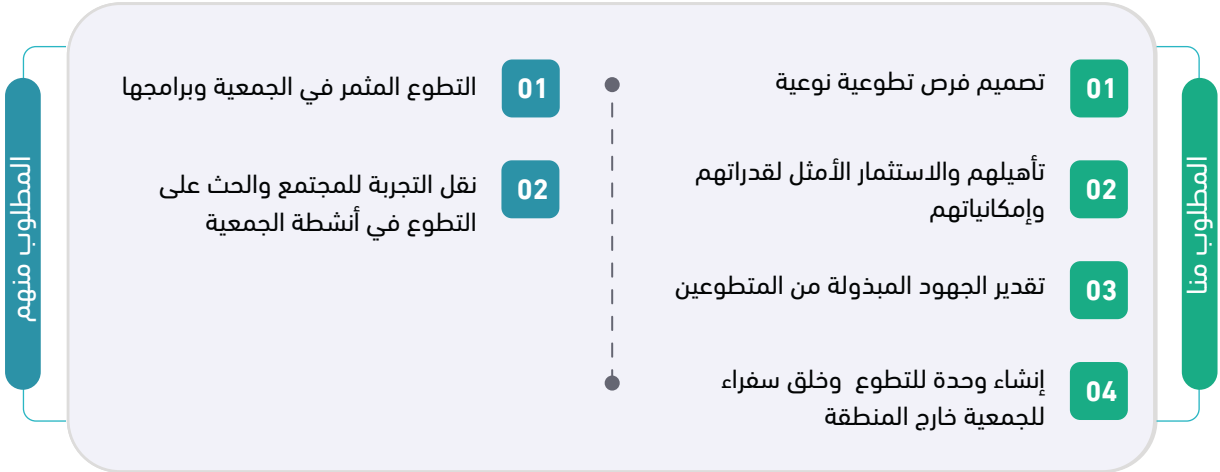 المطلوب منا
01
تصميم فرص تطوعية نوعية
02
تأهيلهم والاستثمار الأمثل لقدراتهم
وإمكانياتهم
03
تقدير الجهود المبذولة من المتطوعين
04
إنشاء وحدة للتطوع وخلق سفراء
للجمعية خارج المنطقة
المطلوب منهم
01
التطوع المثمر في الجمعية وبرامجها
02
نقل التجربة للمجتمع والحث على
التطوع في أنشطة الجمعية